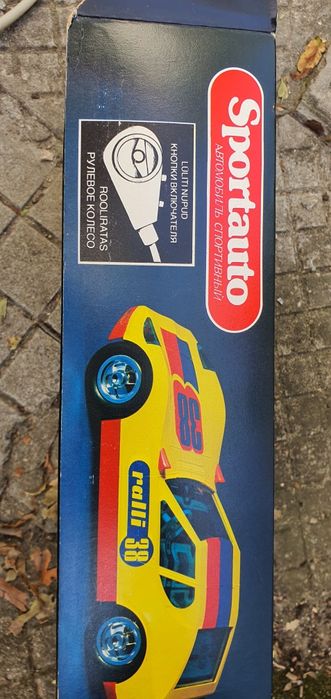 Sportauto
АВТОМОБИЛЬ СПОРТИВНЫЙ
LÜLITI NUPUD
КНОПКИ ВКЛЮЧАТЕЛЯ
ROOLIRATAS
РУЛЕВОЕ КОЛЕСО
38
ralli 38